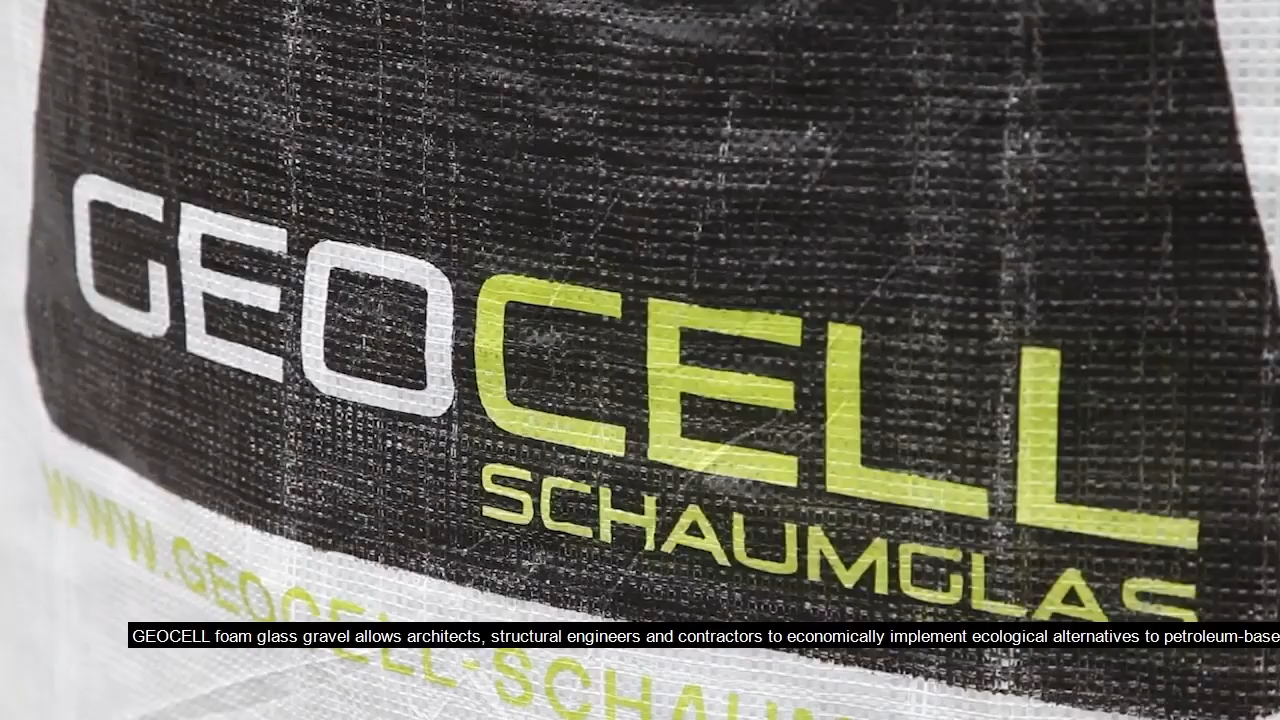 GEOCELL
SCHAUMGLAS
WWW.GEOCELL-SCHAUM
GEOCELL foam glass gravel allows architects, structural engineers and contractors to economically implement ecological alternatives to petroleum-base